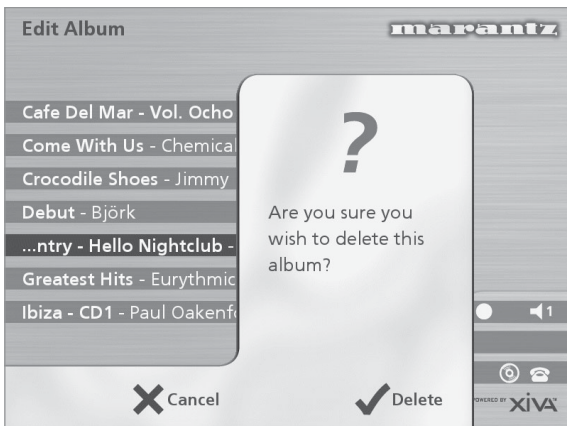 Edit Album
marantz
Cafe Del Mar - Vol. Ocho
Come With Us - Chemical
Crocodile Shoes - Jimmy
Debut - Björk
...ntry - Hello Nightclub -
Greatest Hits - Eurythmic
Ibiza - CD1 - Paul Oakenfo
?
Are you sure you
wish to delete this
album?
1
Cancel
Delete
POWERED BY XiVA™